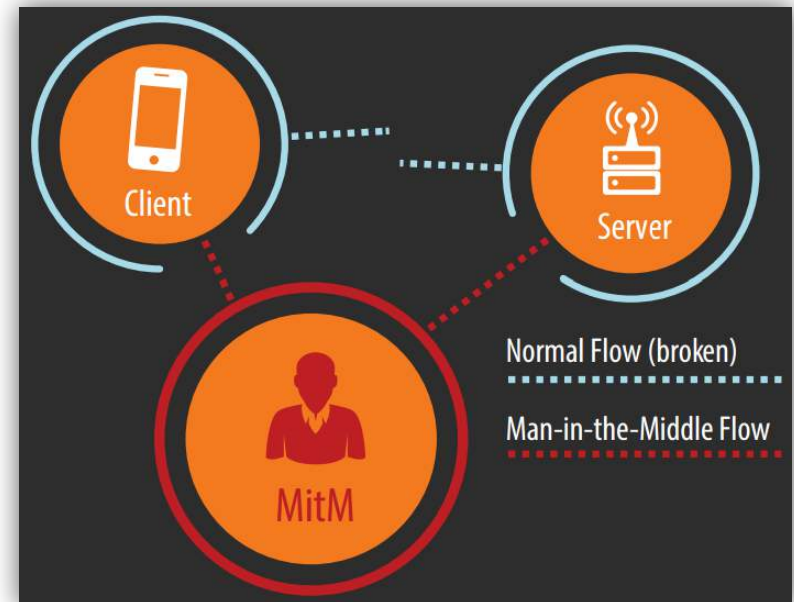 Client
Server
MitM
Normal Flow (broken)
Man-in-the-Middle Flow